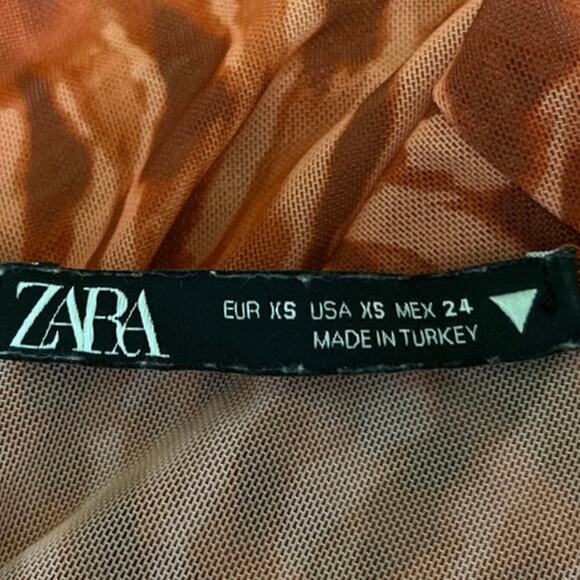 ZARA
EUR XS USA XS MEX 24
MADE IN TURKEY